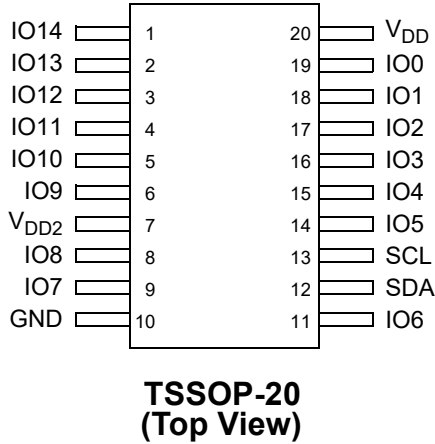 IO14 1 20 VDD
IO13 2 19 IO0
IO12 3 18 IO1
IO11 4 17 IO2
IO10 5 16 IO3
IO9 6 15 IO4
VDD2 7 14 IO5
IO8 8 13 SCL
IO7 9 12 SDA
GND 10 11 IO6
TSSOP-20
(Top View)